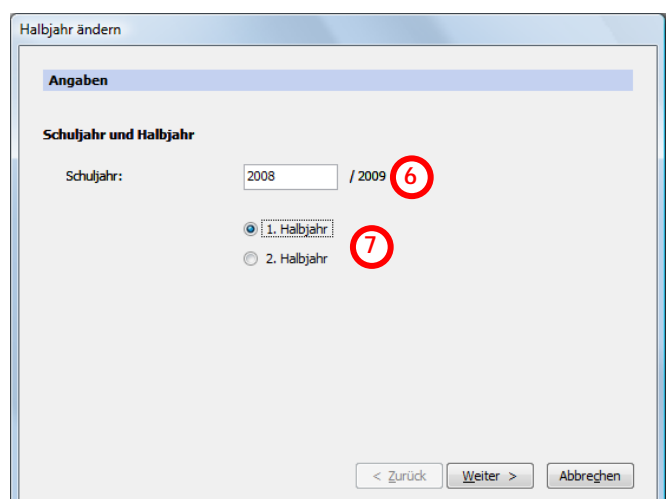 Halbjahr ändern
Angaben
Schuljahr und Halbjahr
Schuljahr: 2008 / 2009 6
1. Halbjahr
7
2. Halbjahr
< Zurück Weiter > Abbrechen